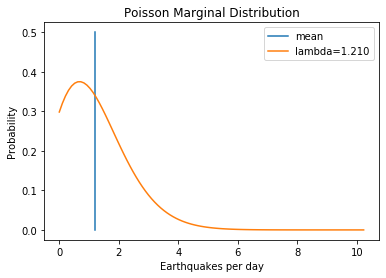 Poisson Marginal Distribution
mean
lambda=1.210
Probability
0.5
0.4
0.3
0.2
0.1
0.0
0 2 4 6 8 10
Earthquakes per day